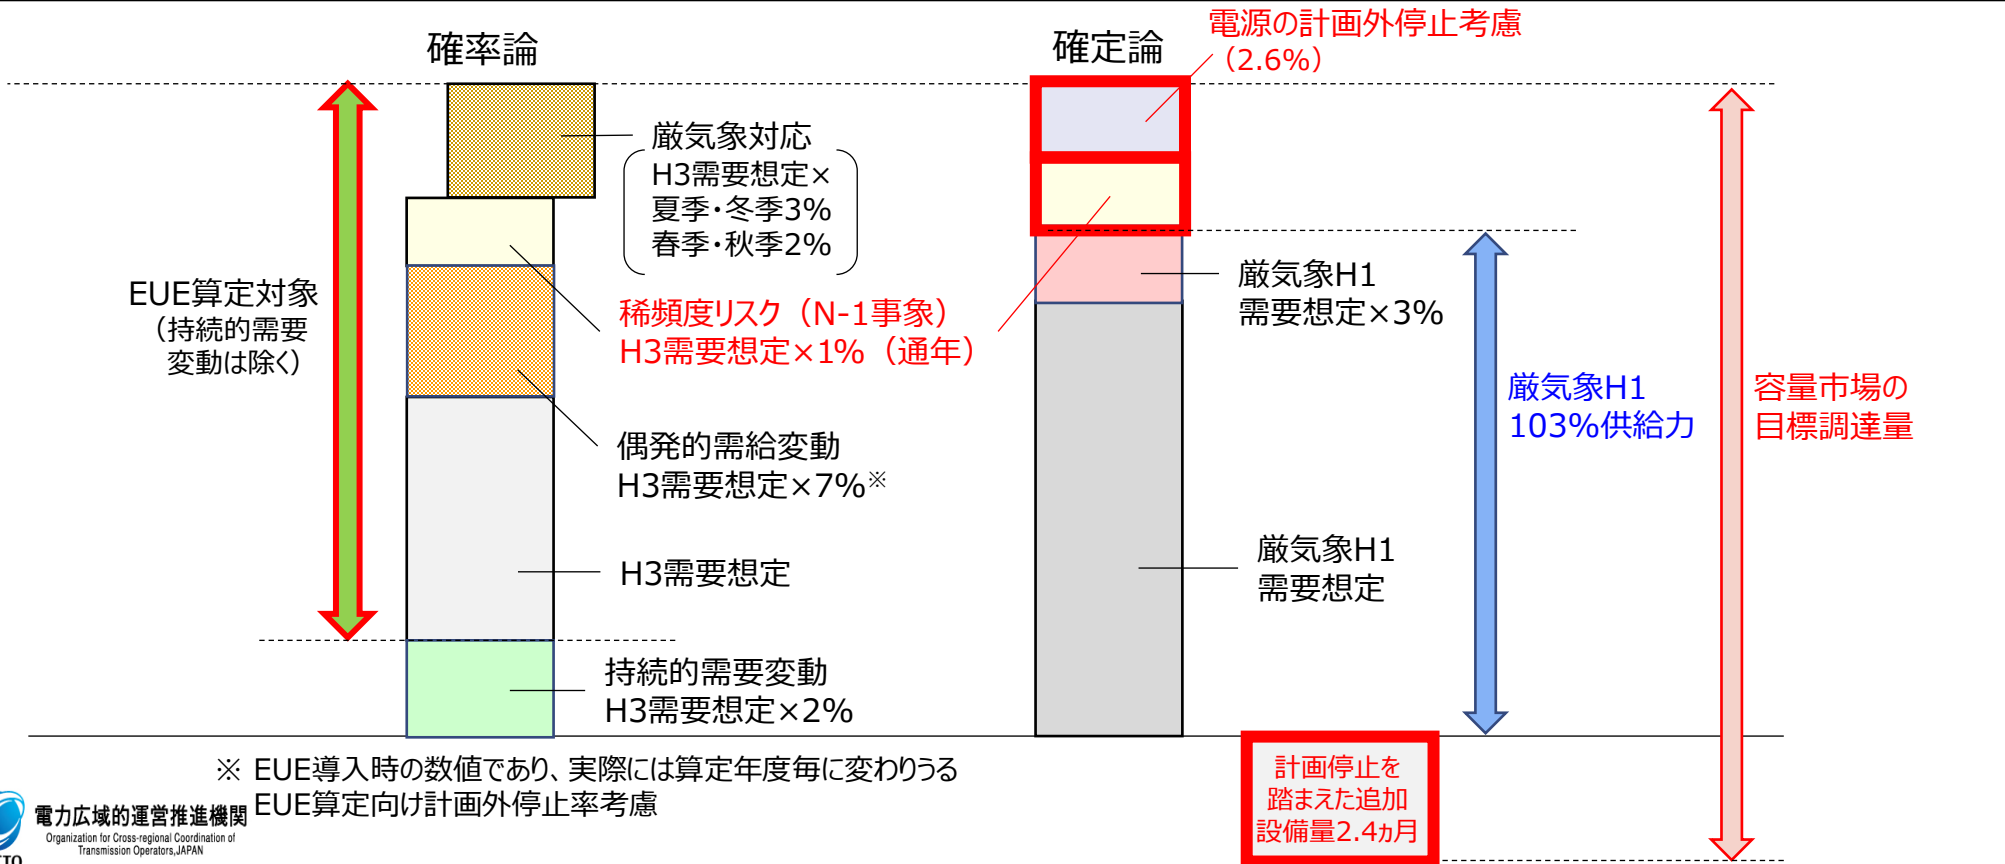 確率論
確定論
電源の計画外停止考慮
（2.6%）
厳気象対応
H3需要想定×
夏季・冬季3%
春季・秋季2%
EUE算定対象
（持続的需要
変動は除く）
稀頻度リスク（N-1事象）
H3需要想定×1%（通年）
厳気象H1
需要想定×3%
厳気象H1
103%供給力
容量市場の
目標調達量
偶発的需給変動
H3需要想定×7%※
H3需要想定
厳気象H1
需要想定
持続的需要変動
H3需要想定×2%
計画停止を
踏まえた追加
設備量2.4ヵ月
※ EUE導入時の数値であり、実際には算定年度毎に変わりうる
EUE算定向け計画外停止率考慮
電力広域的運営推進機関
Organization for Cross-regional Coordination of
Transmission Operators,JAPAN